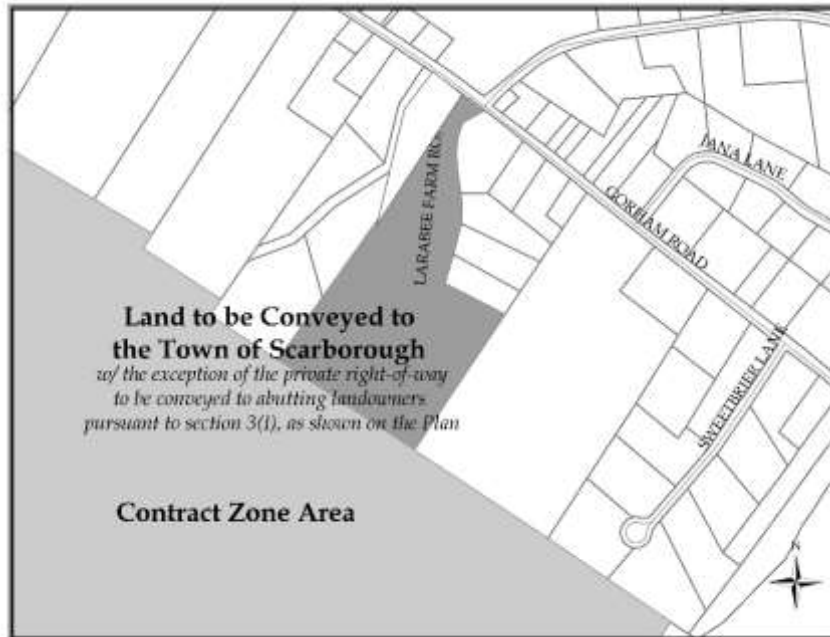 DANA LANE
GORHAM ROAD
LARABEE FARM RO
Land to be Conveyed to
the Town of Scarborough
w/ the exception of the private right-of-way
to be conveyed to abutting landowners
pursuant to section 3(l), as shown on the Plan
SWEETBRIER LANE
Contract Zone Area
N